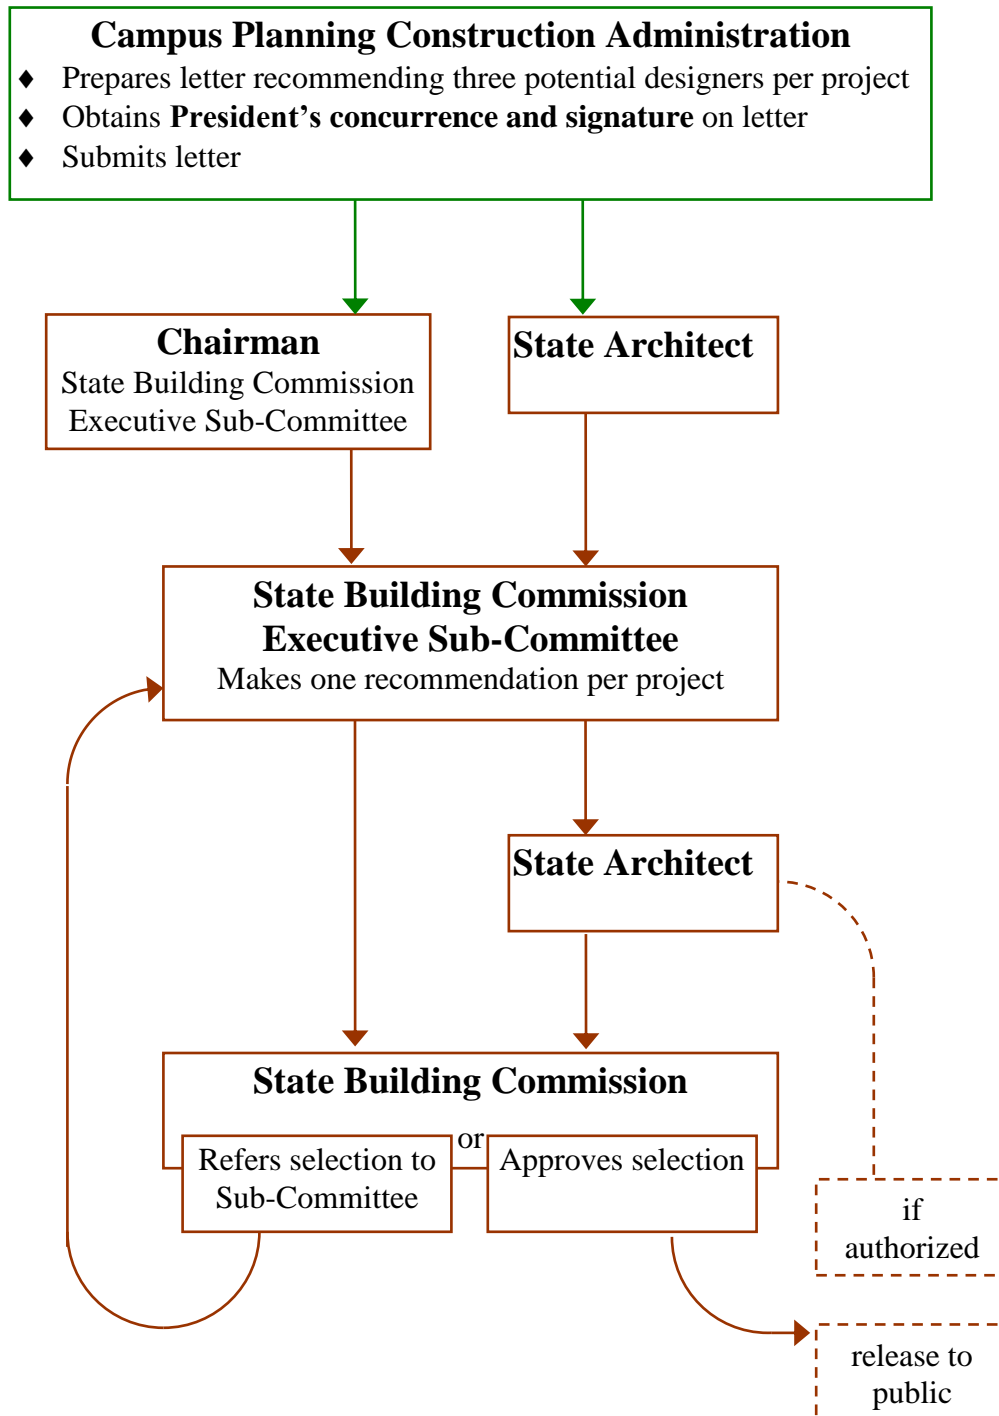 Campus Planning Construction Administration
♦ Prepares letter recommending three potential designers per project
♦ Obtains President’s concurrence and signature on letter
♦ Submits letter
Chairman
State Building Commission
Executive Sub-Committee
State Architect
State Building Commission
Executive Sub-Committee
Makes one recommendation per project
State Architect
State Building Commission
or
Refers selection to
Sub-Committee
Approves selection
if
authorized
release to
public